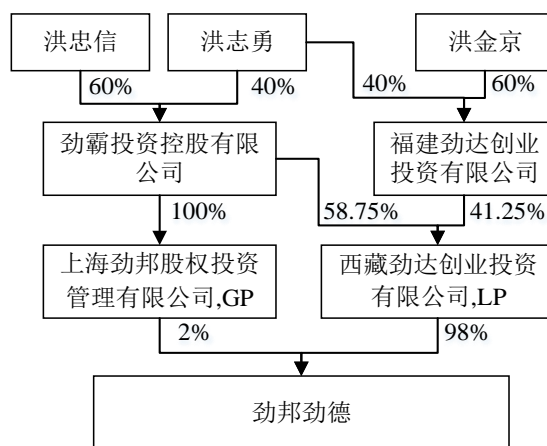 洪忠信
洪志勇
洪金京
60%
40%
40%
60%
劲霸投资控股有限
公司
福建劲达创业
投资有限公司
100%
58.75%
41.25%
上海劲邦股权投资
管理有限公司,GP
西藏劲达创业投资
有限公司,LP
2%
98%
劲邦劲德